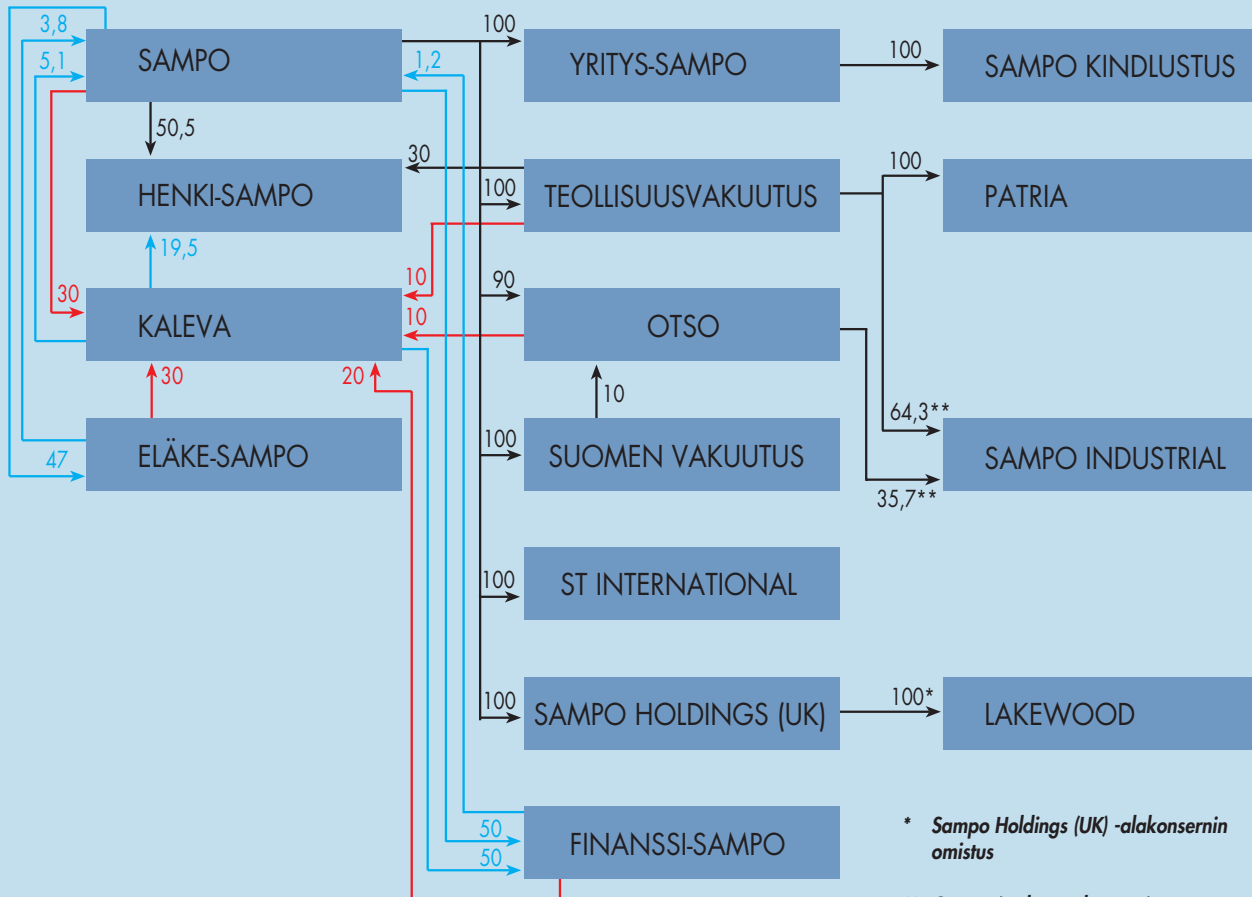 3,8
5,1
SAMPO
1,2
100
YRITYS-SAMPO
100
SAMPO KINDLUSTUS
50,5
30
100
HENKI-SAMPO
100
TEOLLISUUSVAKUUTUS
PATRIA
19,5
10
90
30
KALEVA
10
OTSO
30
20
10
64,3**
47
ELÄKE-SAMPO
100
SUOMEN VAKUUTUS
SAMPO INDUSTRIAL
35,7**
100
ST INTERNATIONAL
100
SAMPO HOLDINGS (UK)
100*
LAKEWOOD
50
50
FINANSSI-SAMPO
* Sampo Holdings (UK) -alakonsernin
omistus